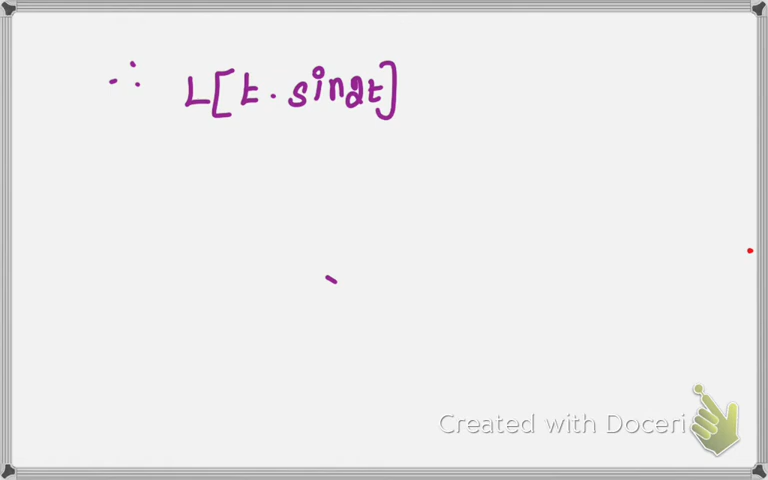 ∴ L[t. sin2t]
Created with Doceri